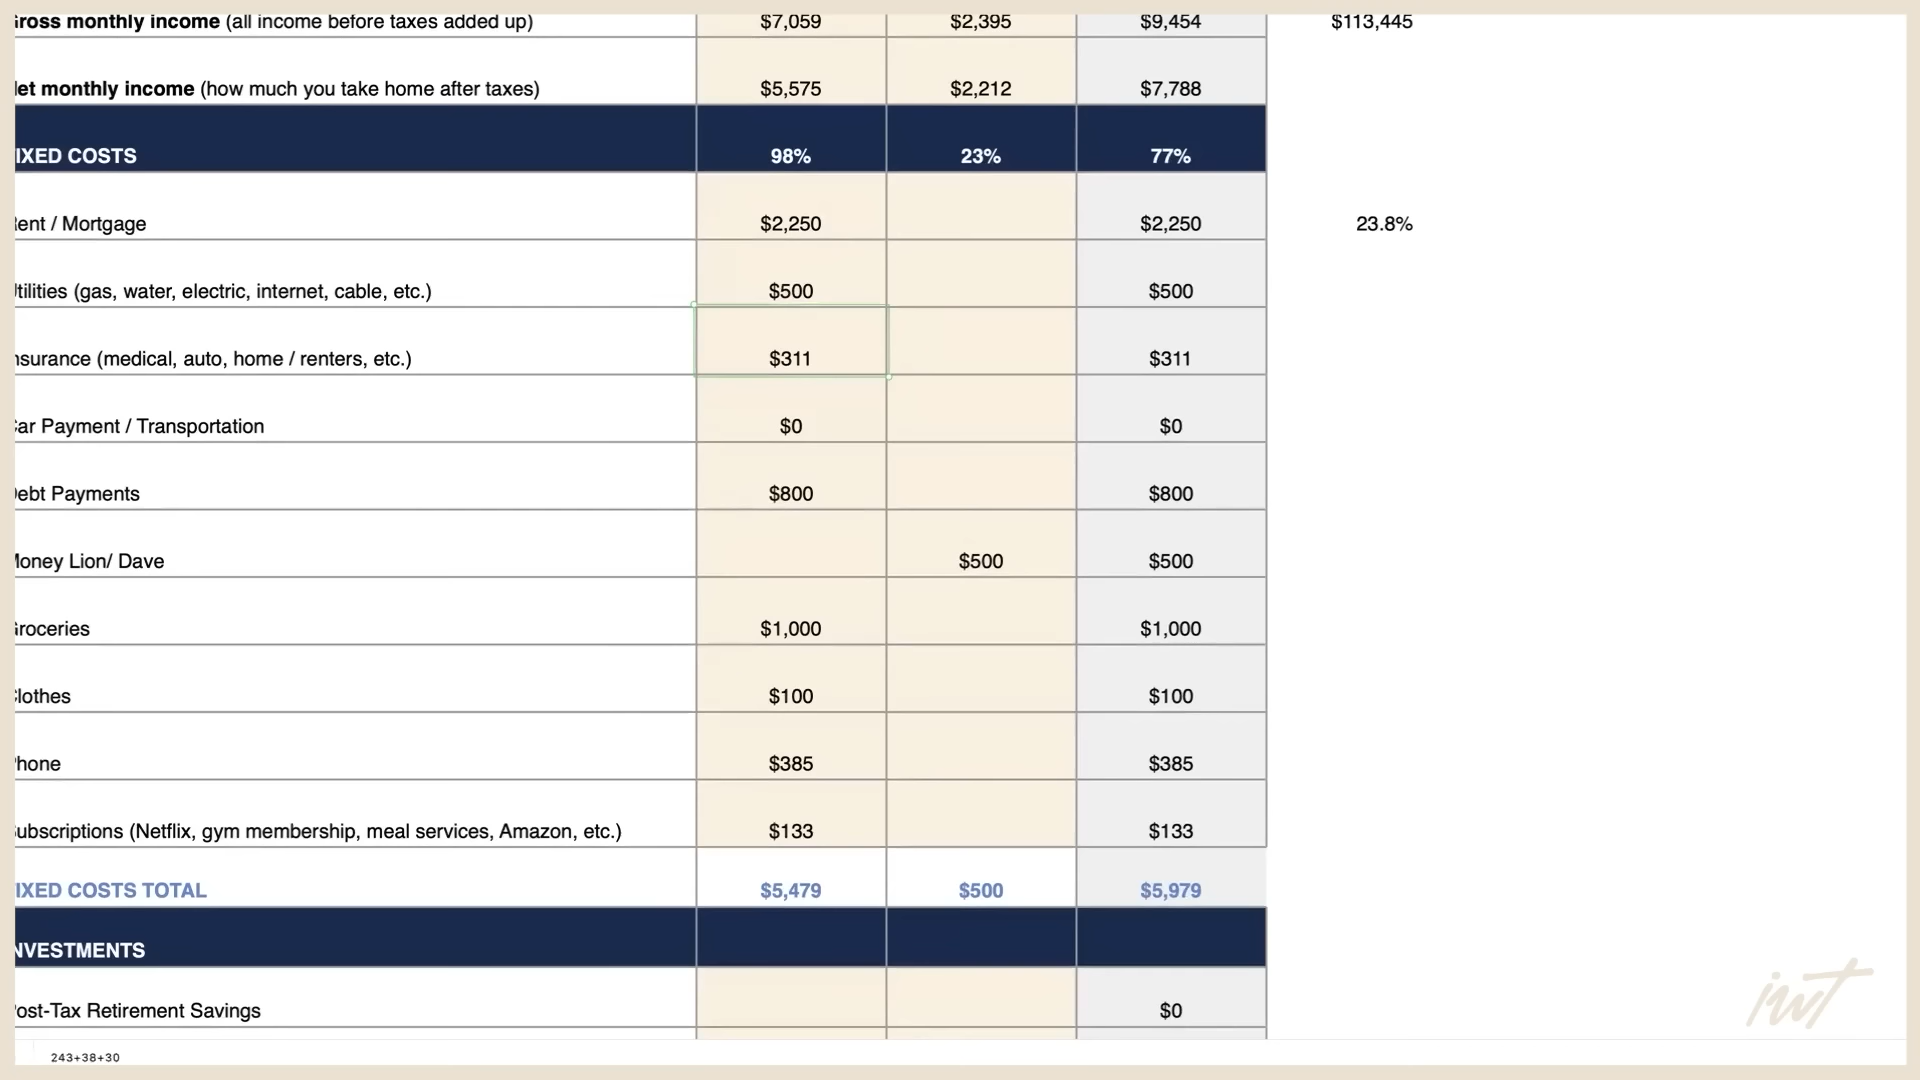 ross monthly income (all income before taxes added up) $7,059 $2,395 $9,454 $113,445
et monthly income (how much you take home after taxes) $5,575 $2,212 $7,788
IXED COSTS 98% 23% 77%
ent / Mortgage $2,250 $2,250 23.8%
tilities (gas, water, electric, internet, cable, etc.) $500 $500
nsurance (medical, auto, home / renters, etc.) $311 $311
ar Payment / Transportation $0 $0
ebt Payments $800 $800
oney Lion/ Dave $500 $500
roceries $1,000 $1,000
lothes $100 $100
hone $385 $385
ubscriptions (Netflix, gym membership, meal services, Amazon, etc.) $133 $133
IXED COSTS TOTAL $5,479 $500 $5,979
NVESTMENTS
ost-Tax Retirement Savings $0
iwt
243+38+30